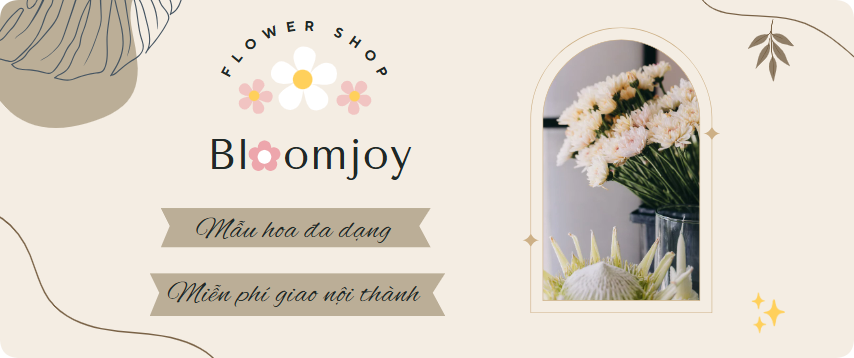 FLOWER SHOP
Bloomjoy
Mẫu hoa đa dạng
Miễn phí giao nội thành